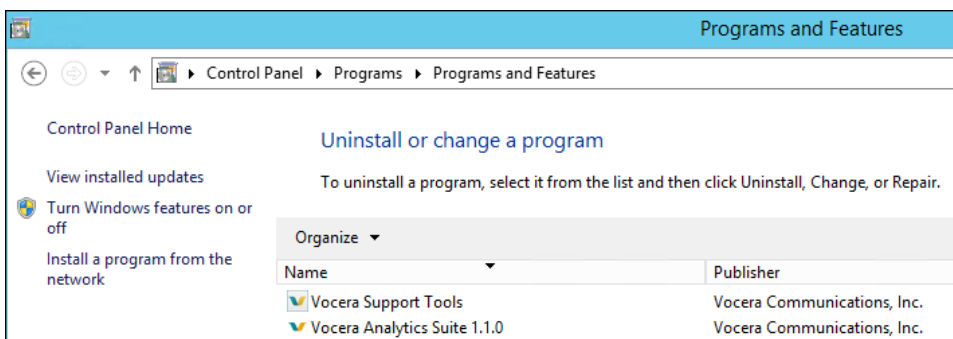 Programs and Features
Control Panel Programs Programs and Features
Control Panel Home
View installed updates
Turn Windows features on or
off
Install a program from the
network
Uninstall or change a program
To uninstall a program, select it from the list and then click Uninstall, Change, or Repair.
Organize
Name Publisher
Vocera Support Tools Vocera Communications, Inc.
Vocera Analytics Suite 1.1.0 Vocera Communications, Inc.